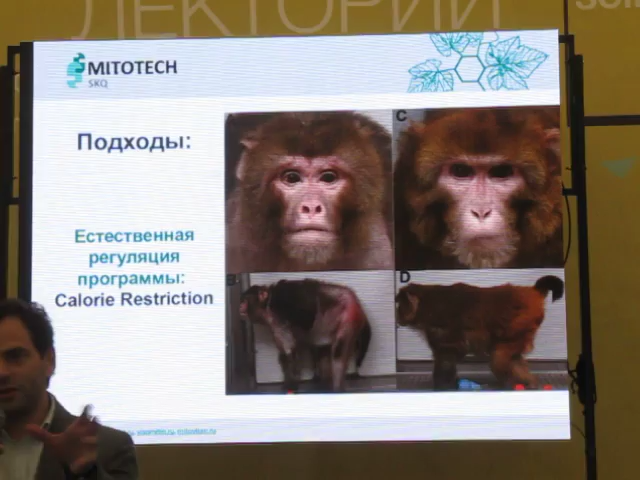 ЛЕКТОРИЙ
MITOTECH
SKQ
Подходы:
Естественная
регуляция
программы:
Calorie Restriction
C
D